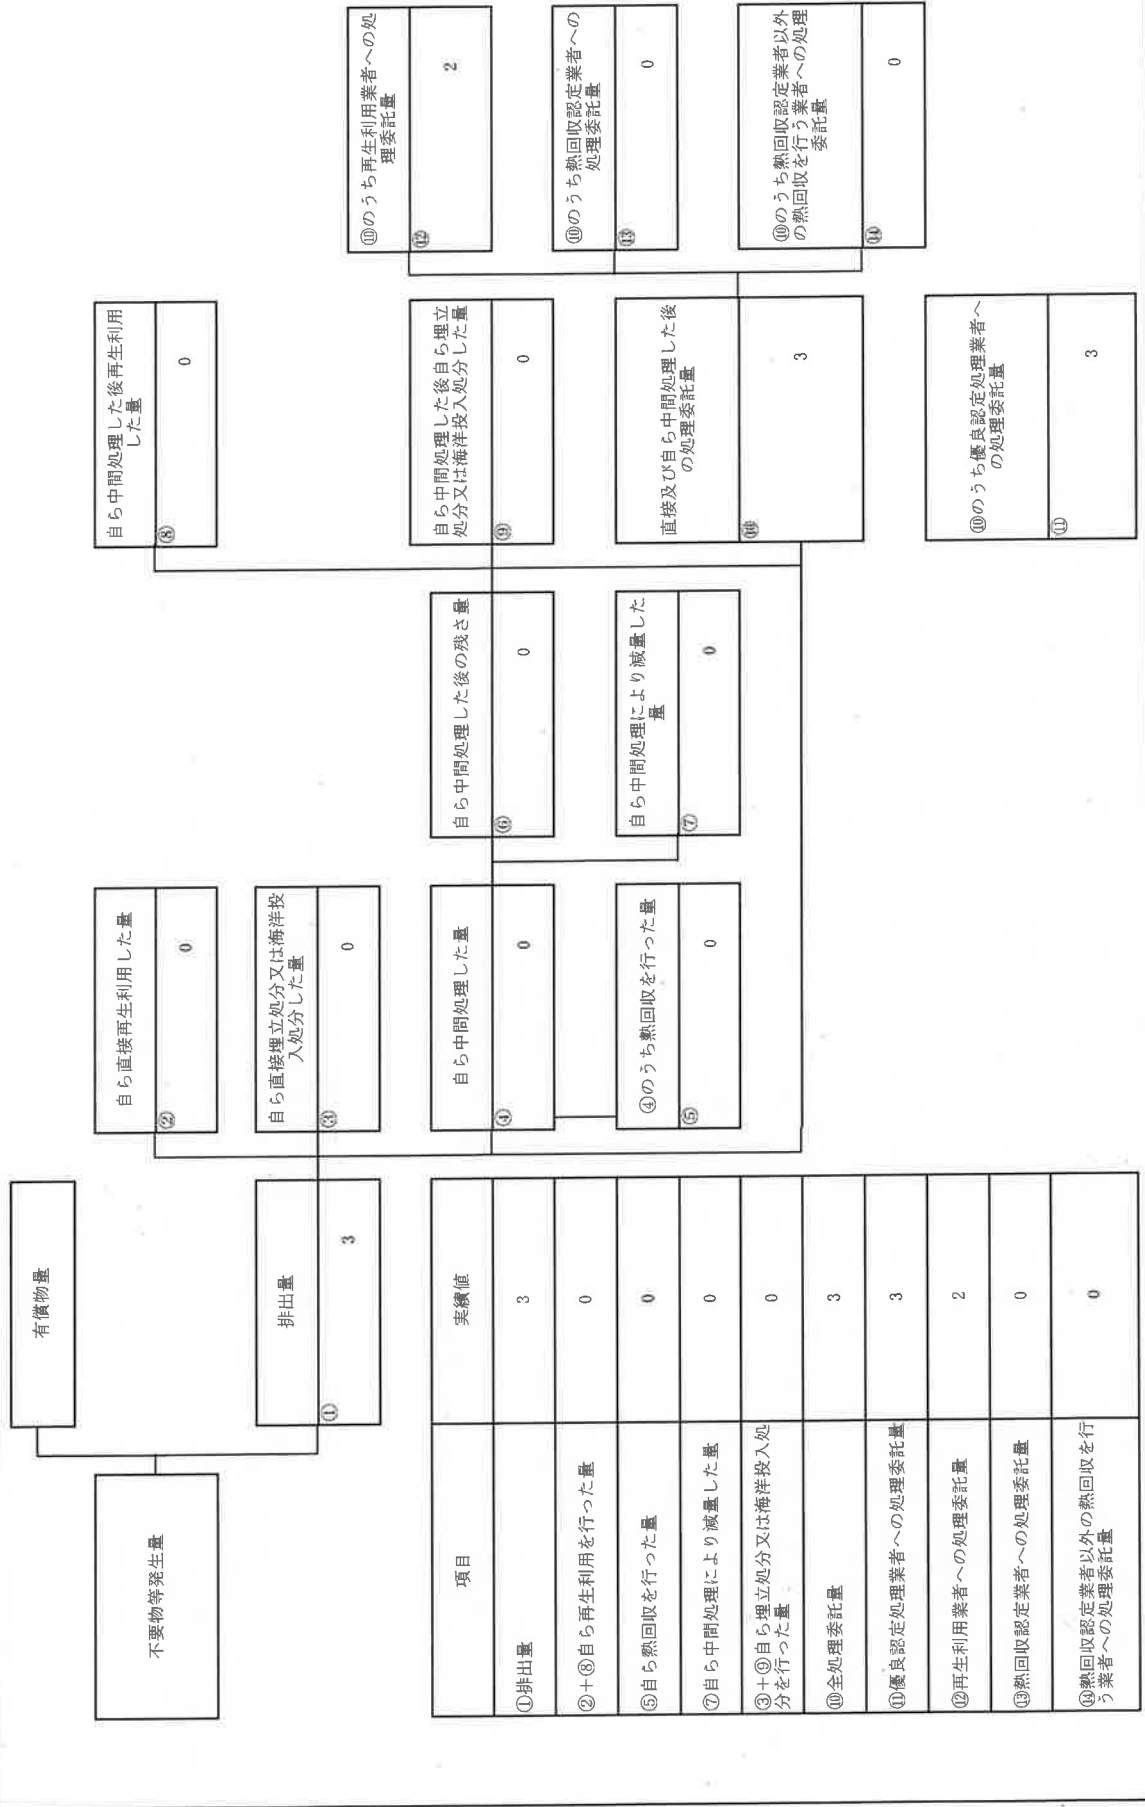 不要物等発生量
有償物量
排出量
①
3
自ら直接再生利用した量
②
0
自ら直接埋立処分又は海洋投
入処分した量
③
0
自ら中間処理した量
④
0
④のうち熱回収を行った量
⑤
0
自ら中間処理した後の残さ量
⑥
0
自ら中間処理により減量した
量
⑦
0
自ら中間処理した後再生利用
した量
⑧
0
自ら中間処理した後自ら埋立
処分又は海洋投入処分した量
⑨
0
直接及び自ら中間処理した後
の処理委託量
⑩
3
⑩のうち優良認定処理業者へ
の処理委託量
⑪
3
⑩のうち再生利用業者への処
理委託量
⑫
2
⑩のうち熱回収認定業者への
処理委託量
⑬
0
⑩のうち熱回収認定業者以外
の熱回収を行う業者への処理
委託量
⑭
0
項目 実績値
①排出量 3
②+⑧自ら再生利用を行った量 0
⑤自ら熱回収を行った量 0
⑦自ら中間処理により減量した量 0
③+⑨自ら埋立処分又は海洋投入処
分を行った量 0
⑩全処理委託量 3
⑪優良認定処理業者への処理委託量 3
⑫再生利用業者への処理委託量 2
⑬熱回収認定業者への処理委託量 0
⑭熱回収認定業者以外の熱回収を行
う業者への処理委託量 0